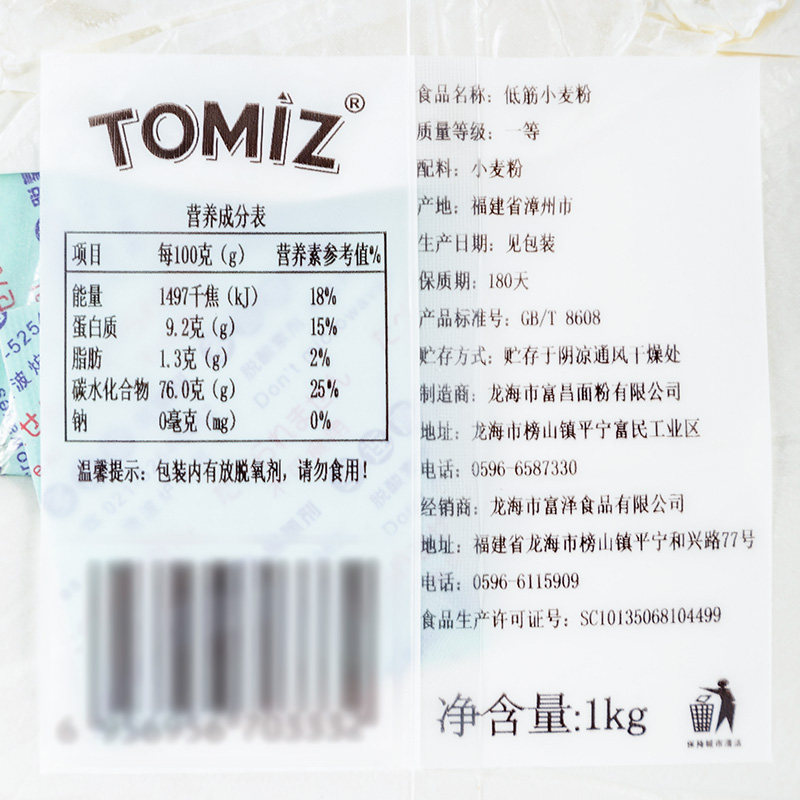 TOMIZ®
营养成分表
项目 每100克(g) 营养素参考值%
能量 1497千焦(kJ) 18%
蛋白质 9.2克(g) 15%
脂肪 1.3克(g) 2%
碳水化合物 76.0克(g) 25%
钠 0毫克(mg) 0%
温馨提示：包装内有放脱氧剂，请勿食用！
食品名称：低筋小麦粉
质量等级：一等
配料：小麦粉
产地：福建省漳州市
生产日期：见包装
保质期：180天
产品标准号：GB/T 8608
贮存方式：贮存于阴凉通风干燥处
制造商：龙海市富昌面粉有限公司
地址：龙海市榜山镇平宁富民工业区
电话：0596-6587330
经销商：龙海市富泽食品有限公司
地址：福建省龙海市榜山镇平宁和兴路77号
电话：0596-6115909
食品生产许可证号：SC10135068104499
净含量:1kg
保持城市清洁